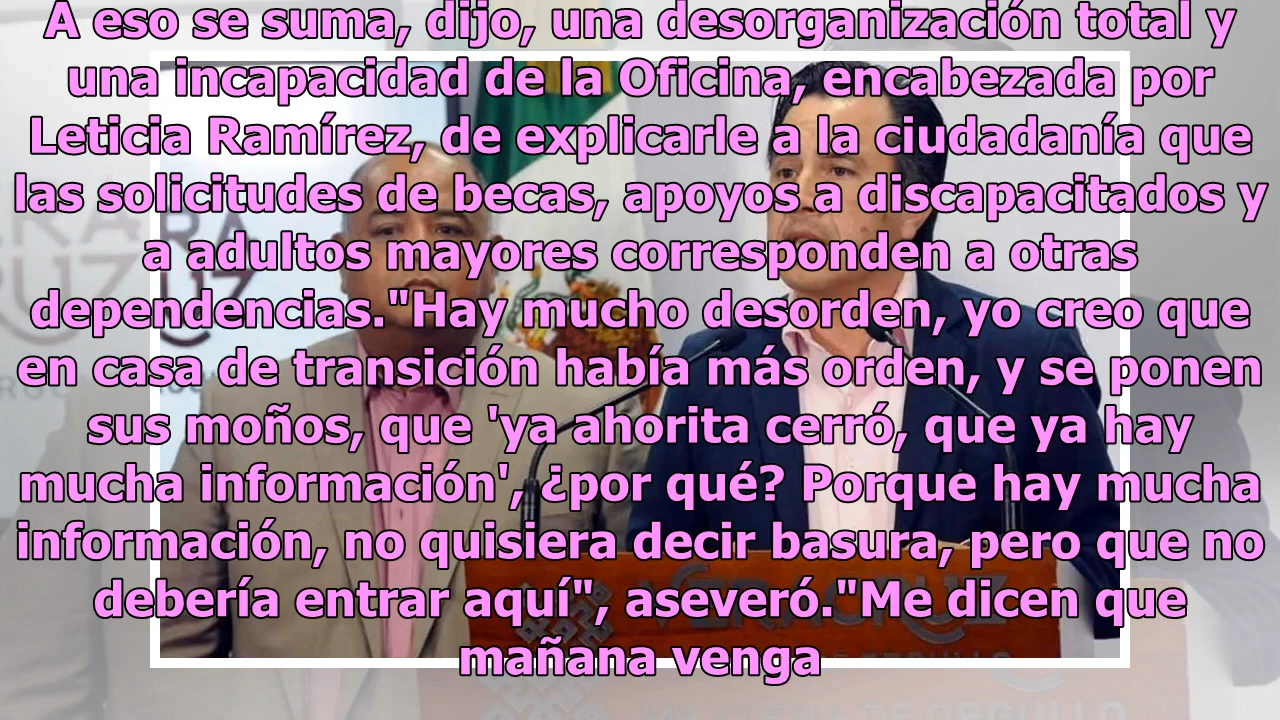 A eso se suma, dijo, una desorganización total y
una incapacidad de la Oficina, encabezada por
Leticia Ramírez, de explicarle a la ciudadanía que
las solicitudes de becas, apoyos a discapacitados y
a adultos mayores corresponden a otras
dependencias."Hay mucho desorden, yo creo que
en casa de transición había más orden, y se ponen
sus moños, que 'ya ahorita cerró, que ya hay
mucha información', ¿por qué? Porque hay mucha
información, no quisiera decir basura, pero que no
debería entrar aquí", aseveró."Me dicen que
mañana venga
VERACRUZ